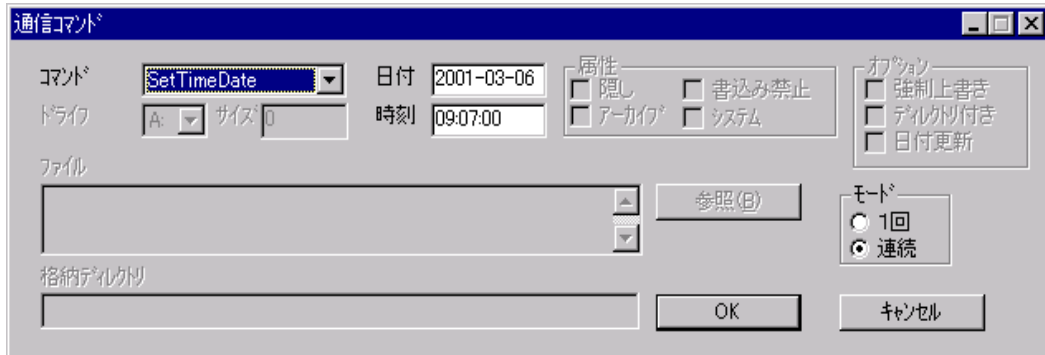 通信ｺﾏﾝﾄﾞ
ｺﾏﾝﾄﾞ SetTimeDate 日付 2001-03-06
ﾄﾞﾗｲﾌ A: ｻｲｽﾞ 0 時刻 09:07:00
属性
隠し 書込み禁止
ｱｰｶｲﾌﾞ ｼｽﾃﾑ
ｵﾌﾟｼｮﾝ
強制上書き
ﾃﾞｨﾚｸﾄﾘ付き
日付更新
ﾌｧｲﾙ
参照(B)
ﾓｰﾄﾞ
1回
連続
格納ﾃﾞｨﾚｸﾄﾘ
OK ｷｬﾝｾﾙ